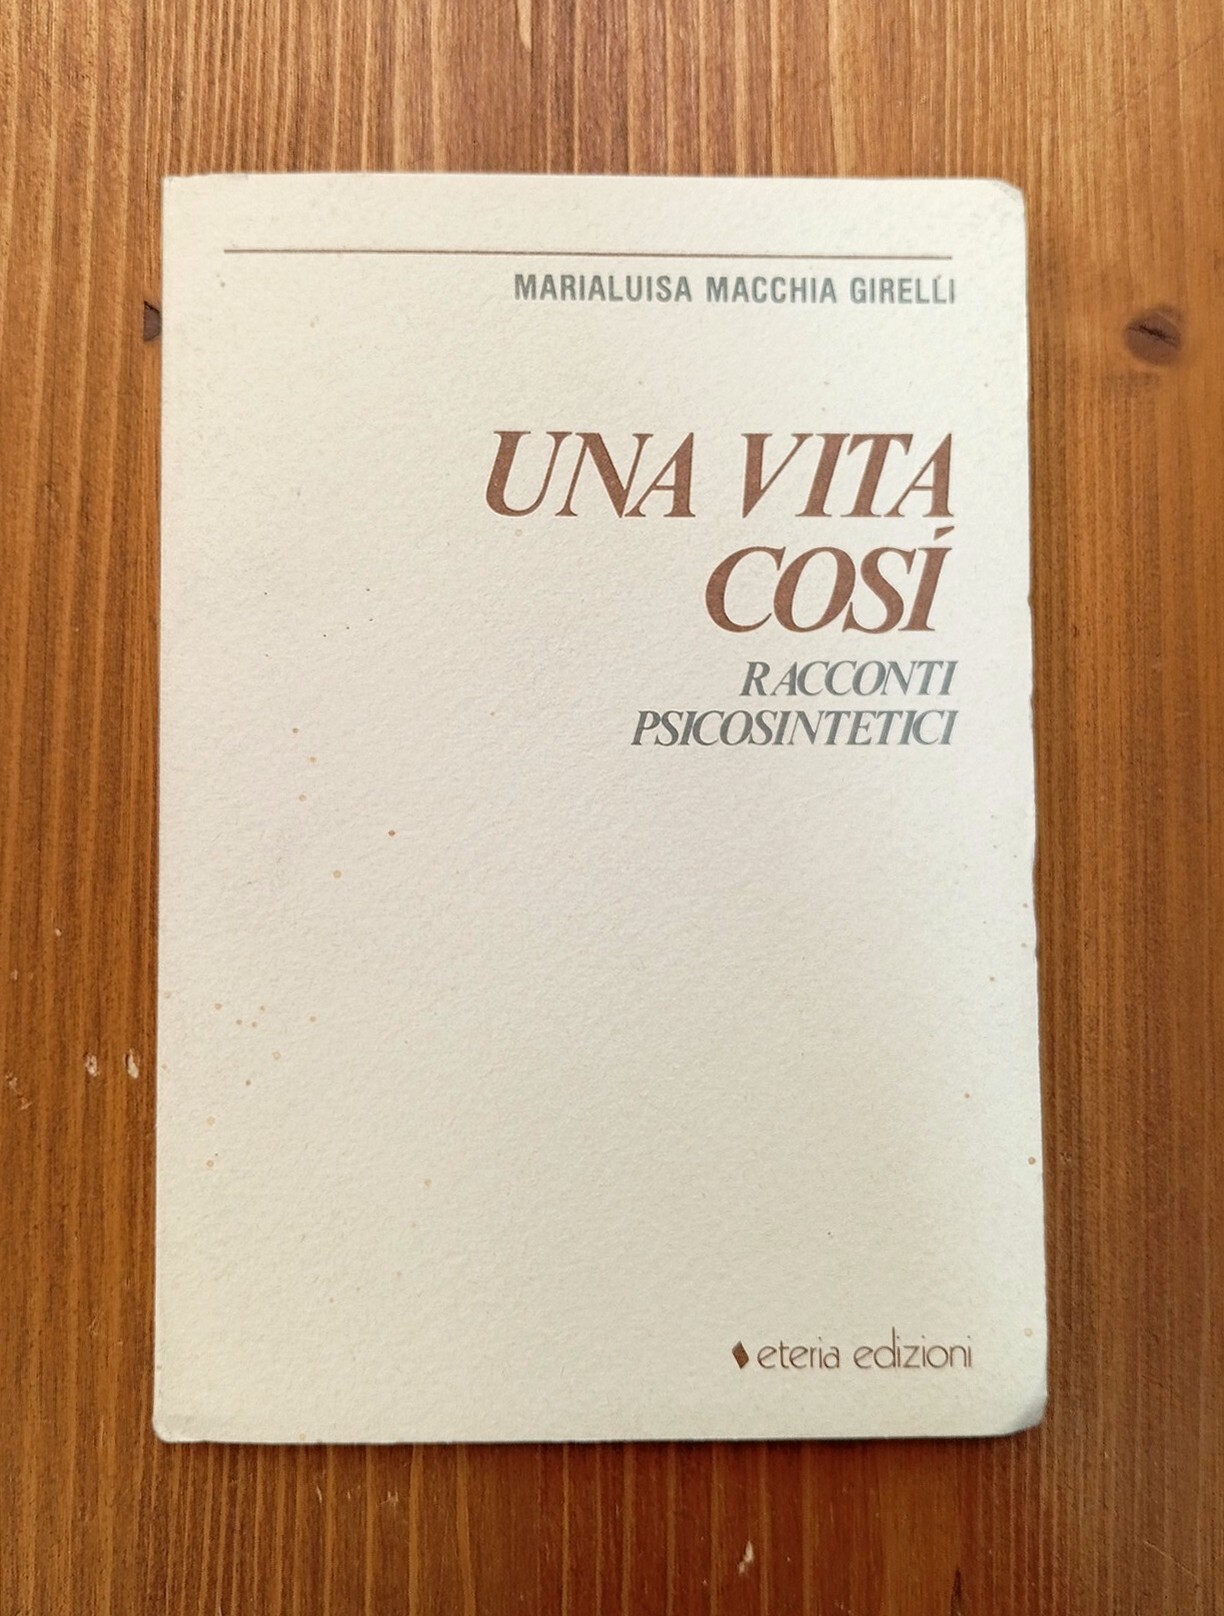 MARIALUISA MACCHIA GIRELLI
UNA VITA
COSÍ
RACCONTI
PSICOSINTETICI
eteria edizioni